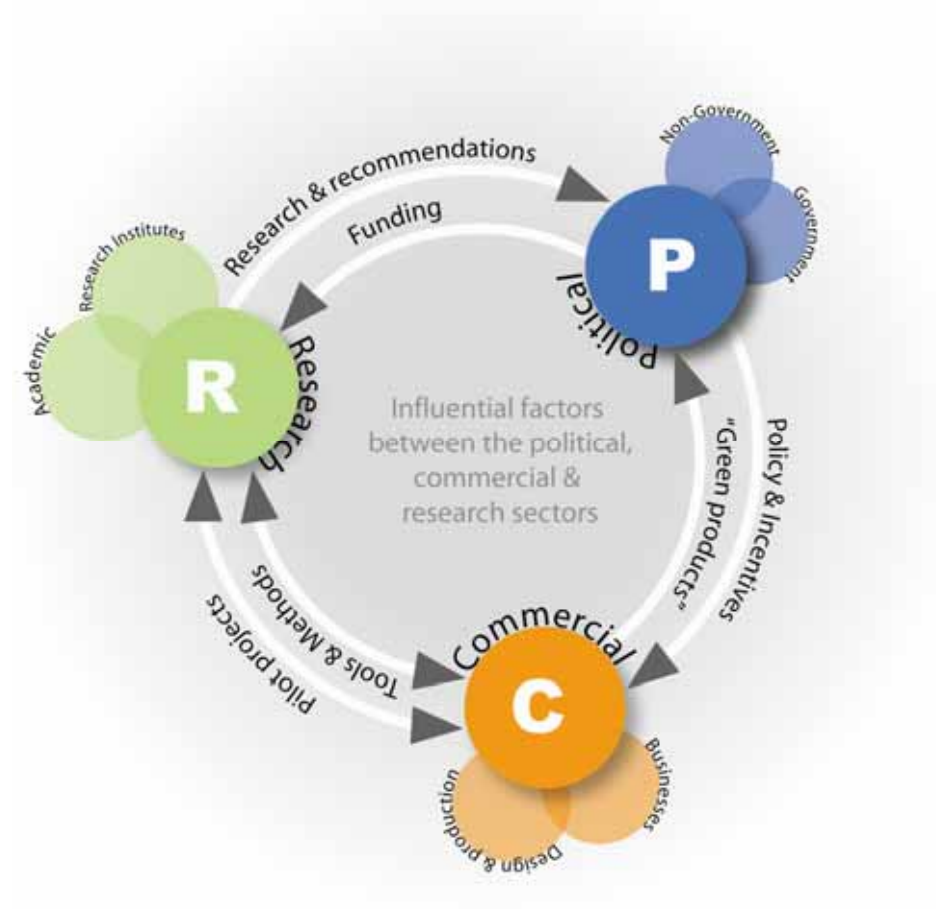 Non-Government
Government
P
Political
Research & recommendations
Funding
Research Institutes
Academic
R
Research
Influential factors
between the political,
commercial &
research sectors
Policy & Incentives
"Green products"
Tools & Methods
Pilot projects
Commercial
C
Businesses
Design & production